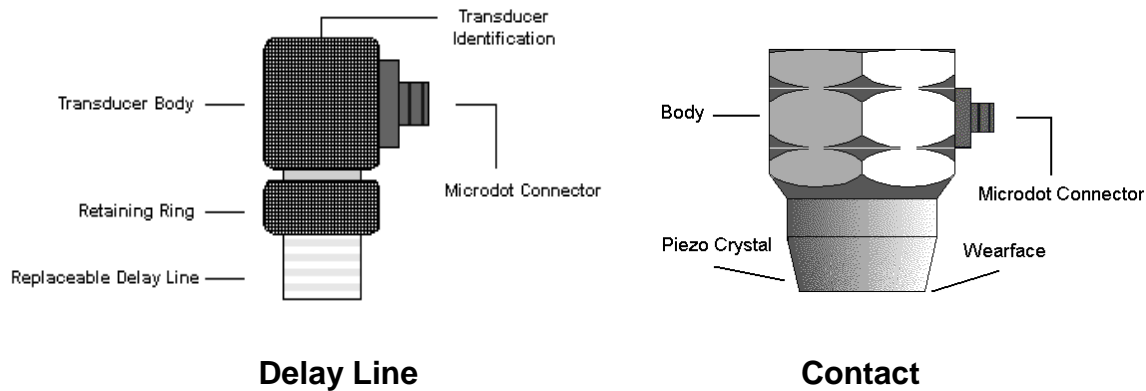 Transducer
Identification
Transducer Body
Microdot Connector
Retaining Ring
Replaceable Delay Line
Delay Line
Body
Microdot Connector
Piezo Crystal
Wearface
Contact